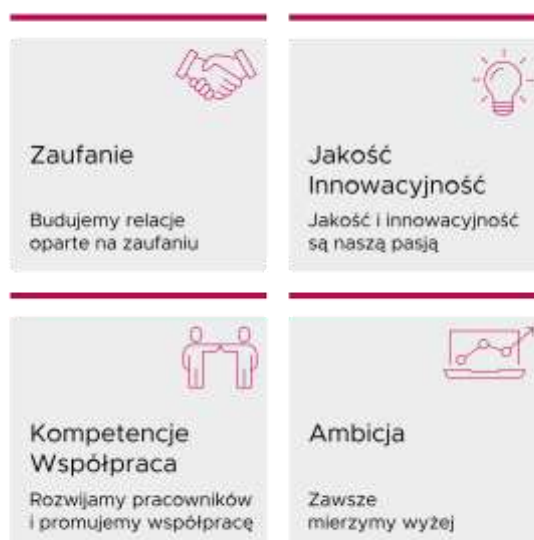 Zaufanie
Budujemy relacje
oparte na zaufaniu
Jakość
Innowacyjność
Jakość i innowacyjność
są naszą pasją
Kompetencje
Współpraca
Rozwijamy pracowników
i promujemy współpracę
Ambicja
Zawsze
mierzymy wyżej